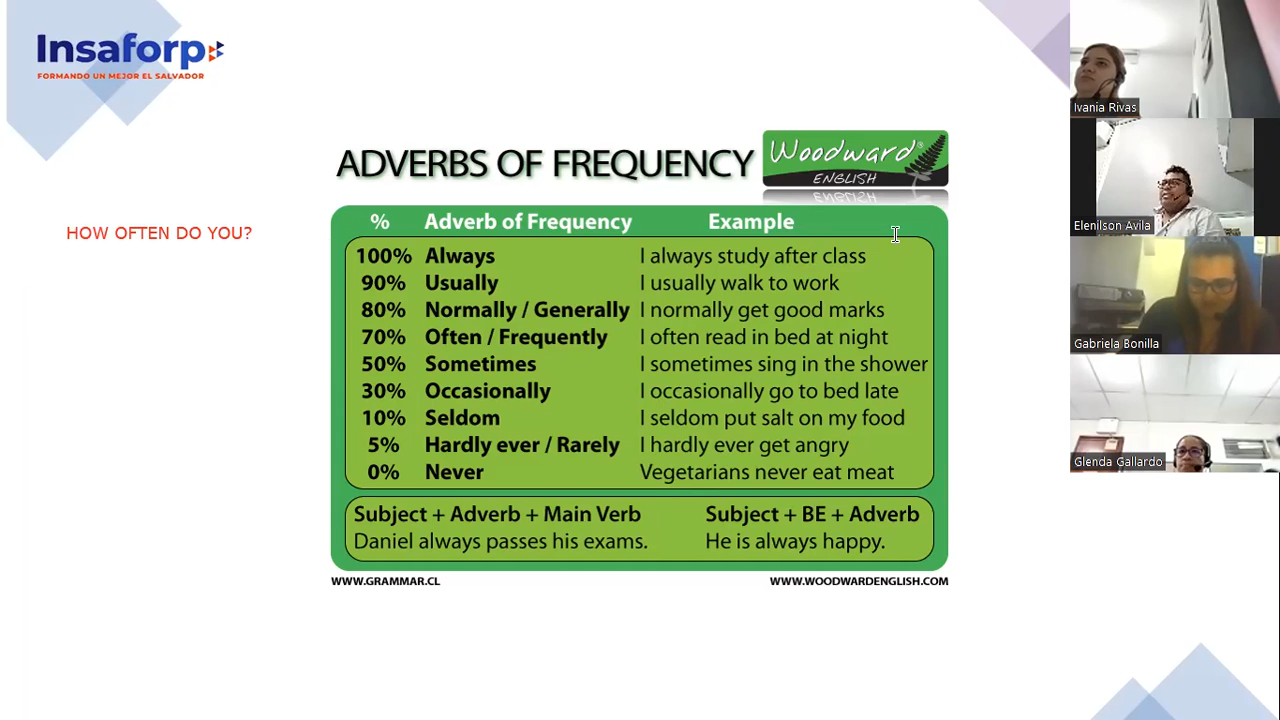 Insaforp
FORMANDO UN MEJOR EL SALVADOR
HOW OFTEN DO YOU?
ADVERBS OF FREQUENCY
Woodward®
ENGLISH
% Adverb of Frequency Example
100% Always I always study after class
90% Usually I usually walk to work
80% Normally / Generally I normally get good marks
70% Often / Frequently I often read in bed at night
50% Sometimes I sometimes sing in the shower
30% Occasionally I occasionally go to bed late
10% Seldom I seldom put salt on my food
5% Hardly ever / Rarely I hardly ever get angry
0% Never Vegetarians never eat meat
Subject + Adverb + Main Verb Subject + BE + Adverb
Daniel always passes his exams. He is always happy.
WWW.GRAMMAR.CL WWW.WOODWARDENGLISH.COM
Ivania Rivas
Elenilson Avila
Gabriela Bonilla
Glenda Gallardo